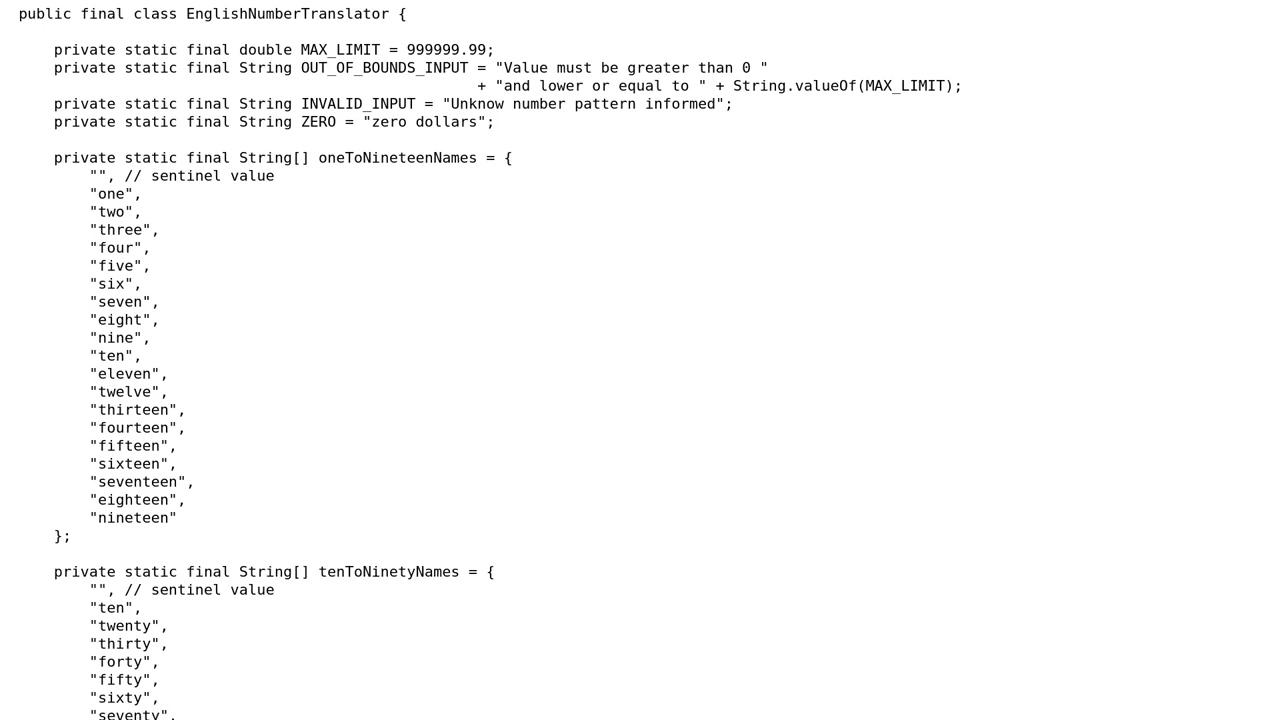 public final class EnglishNumberTranslator {
private static final double MAX_LIMIT = 999999.99;
private static final String OUT_OF_BOUNDS_INPUT = "Value must be greater than 0 "
+ "and lower or equal to " + String.valueOf(MAX_LIMIT);
private static final String INVALID_INPUT = "Unknow number pattern informed";
private static final String ZERO = "zero dollars";
private static final String[] oneToNineteenNames = {
"", // sentinel value
"one",
"two",
"three",
"four",
"five",
"six",
"seven",
"eight",
"nine",
"ten",
"eleven",
"twelve",
"thirteen",
"fourteen",
"fifteen",
"sixteen",
"seventeen",
"eighteen",
"nineteen"
};
private static final String[] tenToNinetyNames = {
"", // sentinel value
"ten",
"twenty",
"thirty",
"forty",
"fifty",
"sixty",
"seventy",